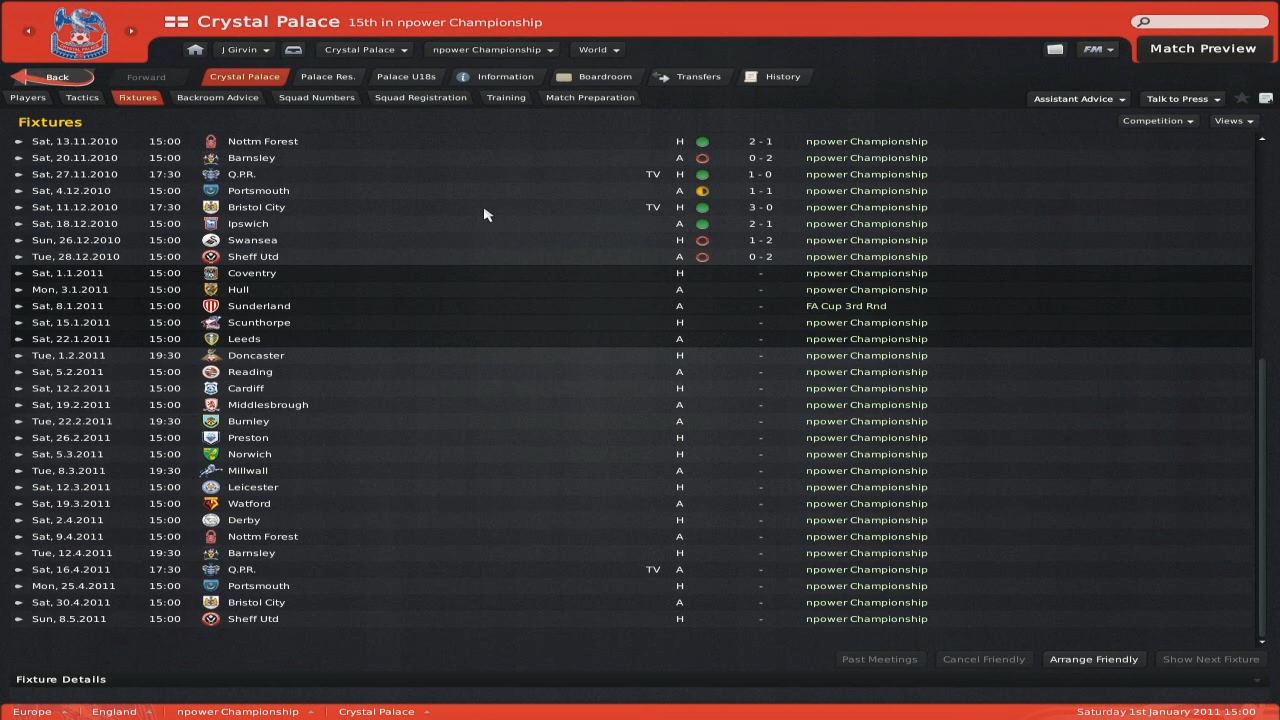 Crystal Palace 15th in npower Championship
J Girvin Crystal Palace npower Championship World FM Match Preview
Back Forward Crystal Palace Palace Res. Palace U18s Information Boardroom Transfers History
Players Tactics Fixtures Backroom Advice Squad Numbers Squad Registration Training Match Preparation Assistant Advice Talk to Press
Fixtures Competition Views
Sat, 13.11.2010 15:00 Nottm Forest H 2 - 1 npower Championship
Sat, 20.11.2010 15:00 Barnsley A 0 - 2 npower Championship
Sat, 27.11.2010 17:30 Q.P.R. TV H 1 - 0 npower Championship
Sat, 4.12.2010 15:00 Portsmouth A 1 - 1 npower Championship
Sat, 11.12.2010 17:30 Bristol City TV H 3 - 0 npower Championship
Sat, 18.12.2010 15:00 Ipswich A 2 - 1 npower Championship
Sun, 26.12.2010 15:00 Swansea H 1 - 2 npower Championship
Tue, 28.12.2010 15:00 Sheff Utd A 0 - 2 npower Championship
Sat, 1.1.2011 15:00 Coventry H - npower Championship
Mon, 3.1.2011 15:00 Hull A - npower Championship
Sat, 8.1.2011 15:00 Sunderland A - FA Cup 3rd Rnd
Sat, 15.1.2011 15:00 Scunthorpe H - npower Championship
Sat, 22.1.2011 15:00 Leeds A - npower Championship
Tue, 1.2.2011 19:30 Doncaster H - npower Championship
Sat, 5.2.2011 15:00 Reading A - npower Championship
Sat, 12.2.2011 15:00 Cardiff H - npower Championship
Sat, 19.2.2011 15:00 Middlesbrough A - npower Championship
Tue, 22.2.2011 19:30 Burnley A - npower Championship
Sat, 26.2.2011 15:00 Preston H - npower Championship
Sat, 5.3.2011 15:00 Norwich H - npower Championship
Tue, 8.3.2011 19:30 Millwall A - npower Championship
Sat, 12.3.2011 15:00 Leicester H - npower Championship
Sat, 19.3.2011 15:00 Watford A - npower Championship
Sat, 2.4.2011 15:00 Derby H - npower Championship
Sat, 9.4.2011 15:00 Nottm Forest A - npower Championship
Tue, 12.4.2011 19:30 Barnsley H - npower Championship
Sat, 16.4.2011 17:30 Q.P.R. TV A - npower Championship
Mon, 25.4.2011 15:00 Portsmouth H - npower Championship
Sat, 30.4.2011 15:00 Bristol City A - npower Championship
Sun, 8.5.2011 15:00 Sheff Utd H - npower Championship
Past Meetings Cancel Friendly Arrange Friendly Show Next Fixture
Fixture Details
Europe England npower Championship Crystal Palace Saturday 1st January 2011 15:00